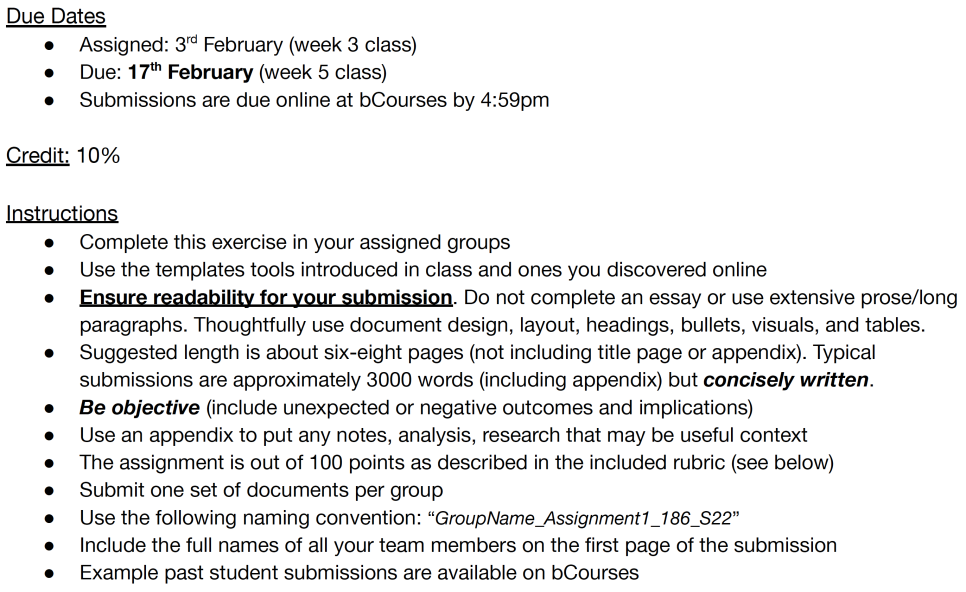 Due Dates
● Assigned: 3rd February (week 3 class)
● Due: 17th February (week 5 class)
● Submissions are due online at bCourses by 4:59pm
Credit: 10%
Instructions
● Complete this exercise in your assigned groups
● Use the templates tools introduced in class and ones you discovered online
● Ensure readability for your submission. Do not complete an essay or use extensive prose/long
paragraphs. Thoughtfully use document design, layout, headings, bullets, visuals, and tables.
● Suggested length is about six-eight pages (not including title page or appendix). Typical
submissions are approximately 3000 words (including appendix) but concisely written.
● Be objective (include unexpected or negative outcomes and implications)
● Use an appendix to put any notes, analysis, research that may be useful context
● The assignment is out of 100 points as described in the included rubric (see below)
● Submit one set of documents per group
● Use the following naming convention: “GroupName_Assignment1_186_S22”
● Include the full names of all your team members on the first page of the submission
● Example past student submissions are available on bCourses